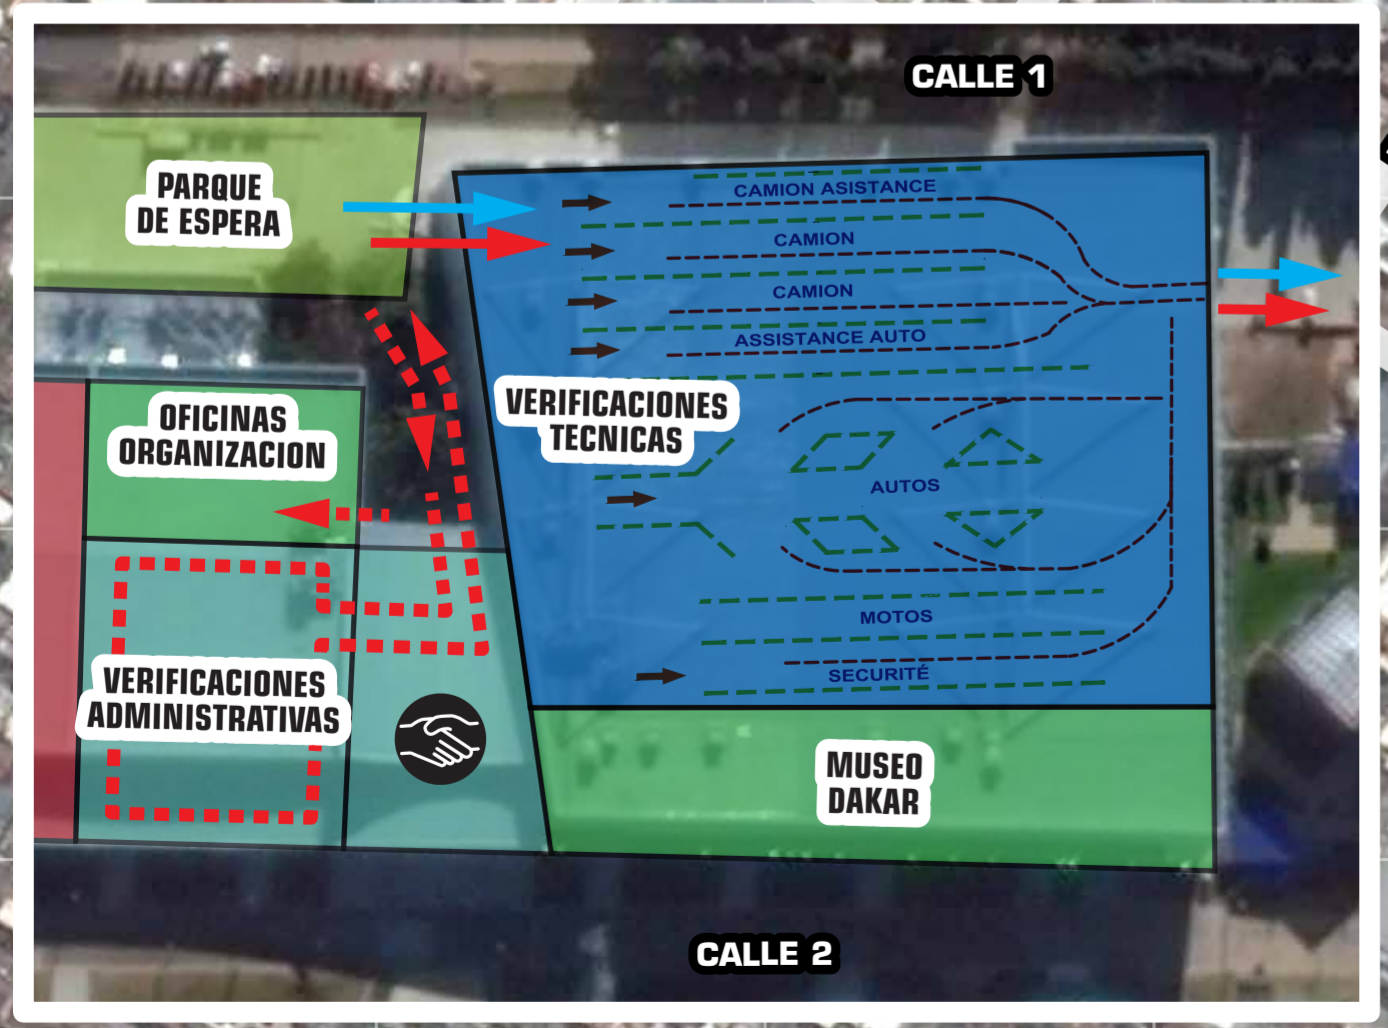 CALLE 1
PARQUE
DE ESPERA
CAMION ASISTANCE
CAMION
CAMION
ASSISTANCE AUTO
VERIFICACIONES
TECNICAS
OFICINAS
ORGANIZACION
AUTOS
MOTOS
SECURITÉ
VERIFICACIONES
ADMINISTRATIVAS
MUSEO
DAKAR
CALLE 2